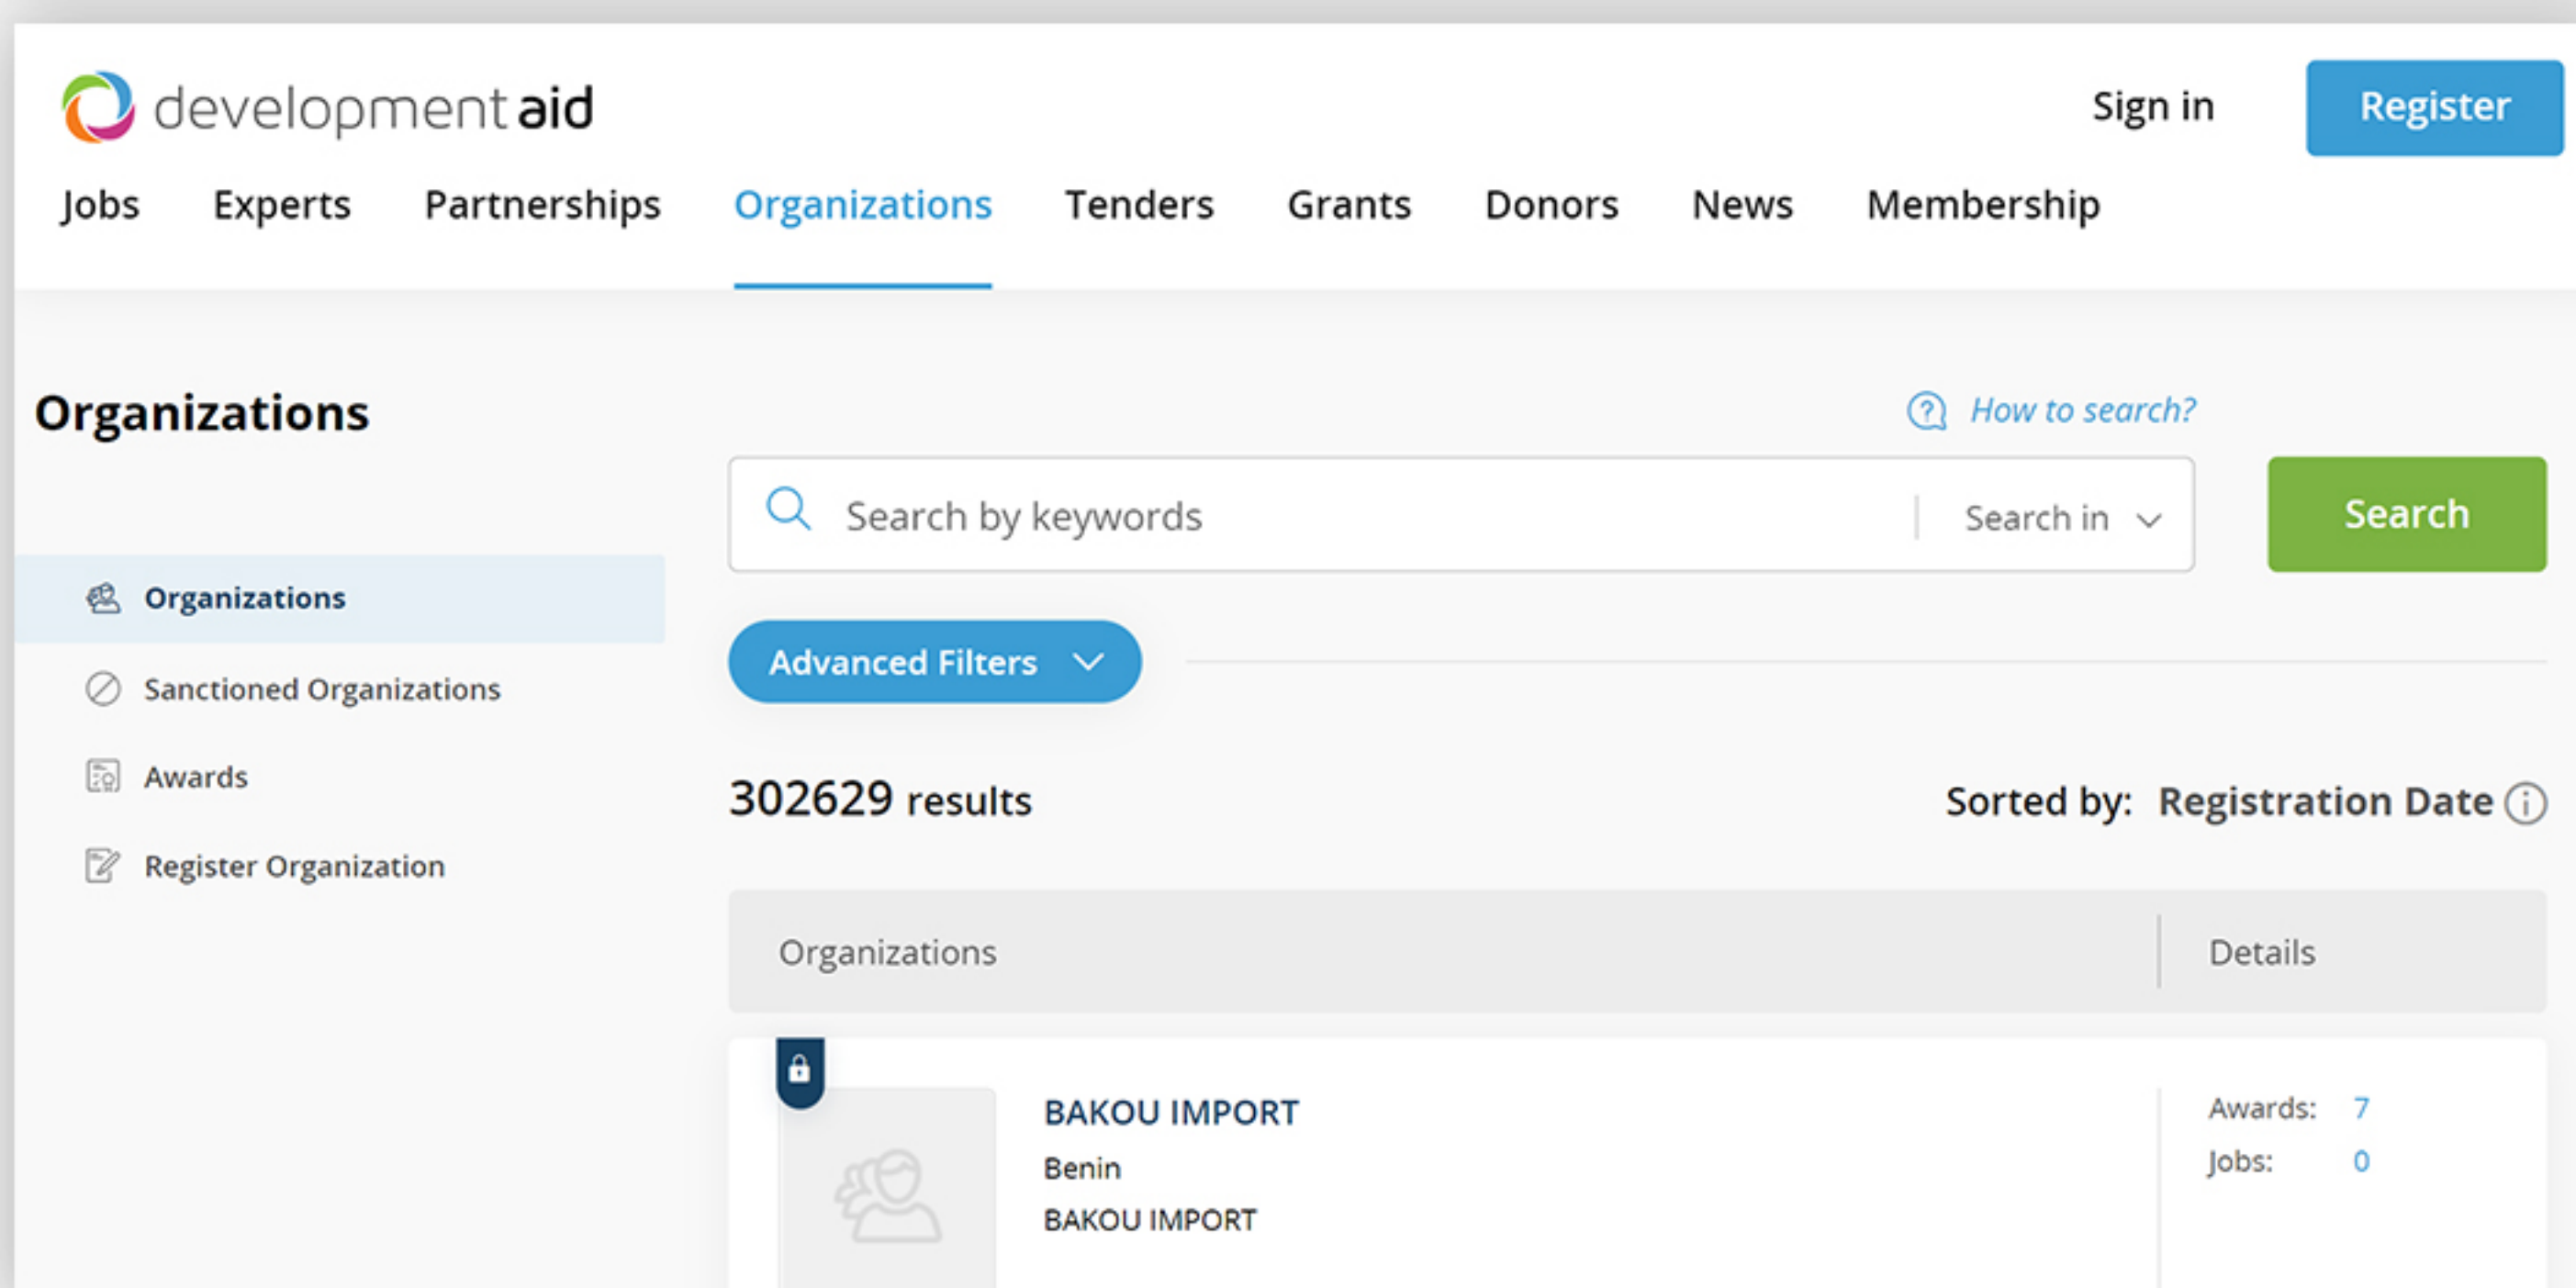 developmentaid
Sign in
Register
Jobs Experts Partnerships Organizations Tenders Grants Donors News Membership
Organizations
How to search?
Search by keywords
Search in
Search
Organizations
Sanctioned Organizations
Awards
Register Organization
Advanced Filters
302629 results
Sorted by: Registration Date
Organizations
Details
BAKOU IMPORT
Benin
BAKOU IMPORT
Awards: 7
Jobs: 0